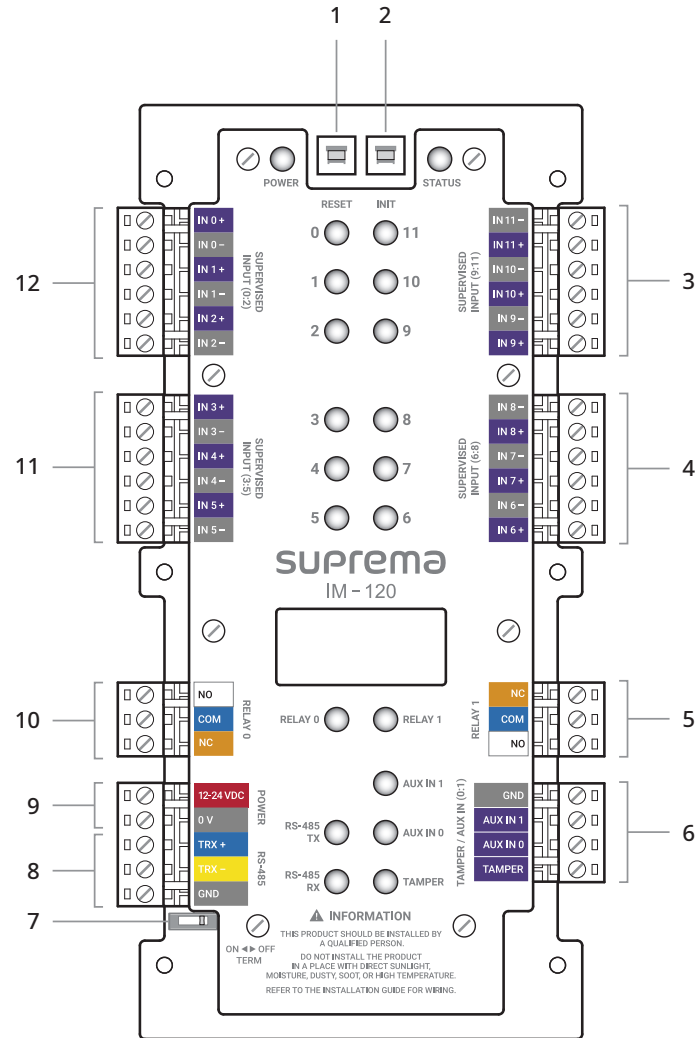 1
2
POWER
STATUS
RESET
INIT
0
11
1
10
2
9
3
8
4
7
5
6
12
IN 0 +
IN 0 −
IN 1 +
IN 1 −
IN 2 +
IN 2 −
SUPERVISED
INPUT (0:2)
11
IN 3 +
IN 3 −
IN 4 +
IN 4 −
IN 5 +
IN 5 −
SUPERVISED
INPUT (3:5)
IN 11 −
IN 11 +
IN 10 −
IN 10 +
IN 9 −
IN 9 +
SUPERVISED
INPUT (9:11)
3
IN 8 −
IN 8 +
IN 7 −
IN 7 +
IN 6 −
IN 6 +
SUPERVISED
INPUT (6:8)
4
suprema
IM − 120
10
NO
COM
NC
RELAY 0
RELAY 0
RELAY 1
RELAY 1
NC
COM
NO
5
9
12-24 VDC
0 V
POWER
8
TRX +
TRX −
GND
RS-485
7
ON ◄► OFF
TERM
AUX IN 1
RS-485
TX
AUX IN 0
RS-485
RX
TAMPER
TAMPER / AUX IN (0:1)
GND
AUX IN 1
AUX IN 0
TAMPER
6
INFORMATION
THIS PRODUCT SHOULD BE INSTALLED BY
A QUALIFIED PERSON.
DO NOT INSTALL THE PRODUCT
IN A PLACE WITH DIRECT SUNLIGHT,
MOISTURE, DUSTY, SOOT, OR HIGH TEMPERATURE.
REFER TO THE INSTALLATION GUIDE FOR WIRING.